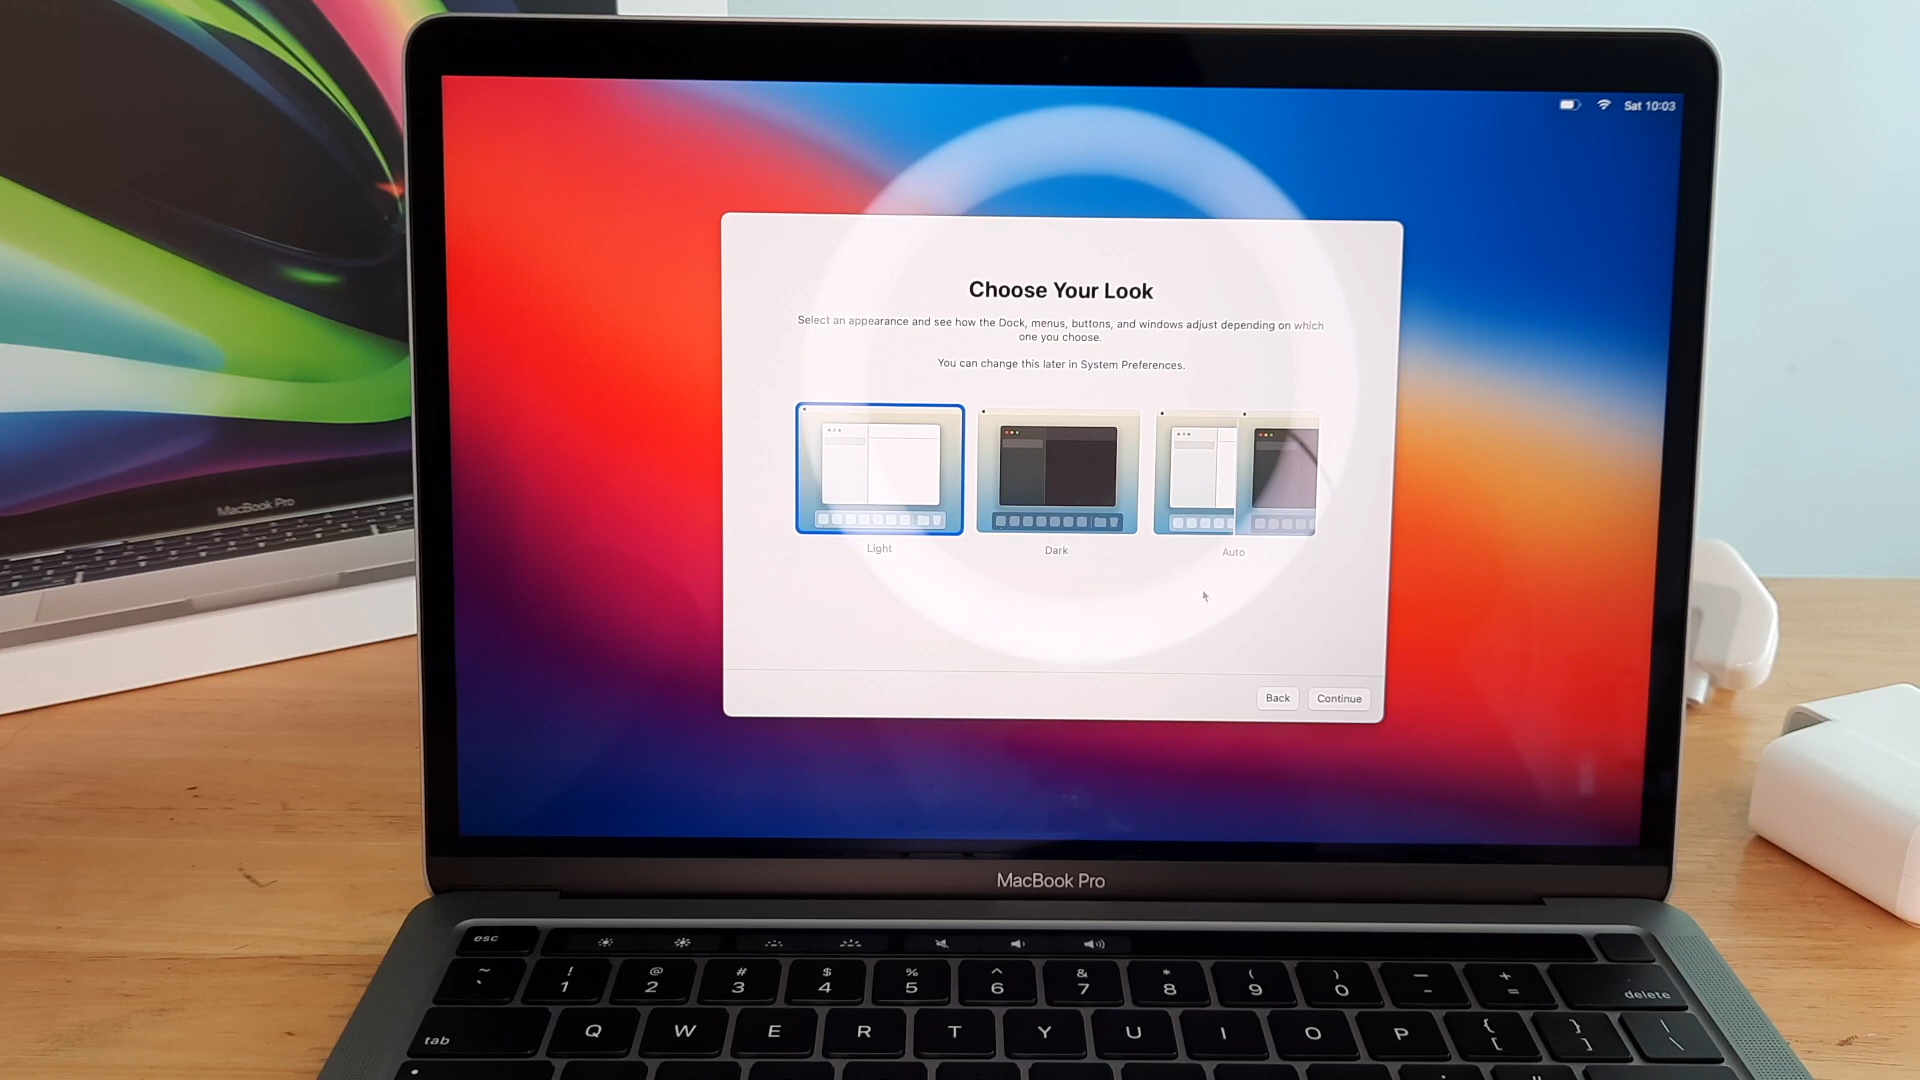 Sat 10:03
Choose Your Look
Select an appearance and see how the Dock, menus, buttons, and windows adjust depending on which
one you choose.
You can change this later in System Preferences.
Light
Dark
Auto
Back
Continue
MacBook Pro
MacBook Pro
esc
~ ! @ # $ % ^ & * ( ) — +
` 1 2 3 4 5 6 7 8 9 0 - = delete
tab Q W E R T Y U I O P { [ } ] | \